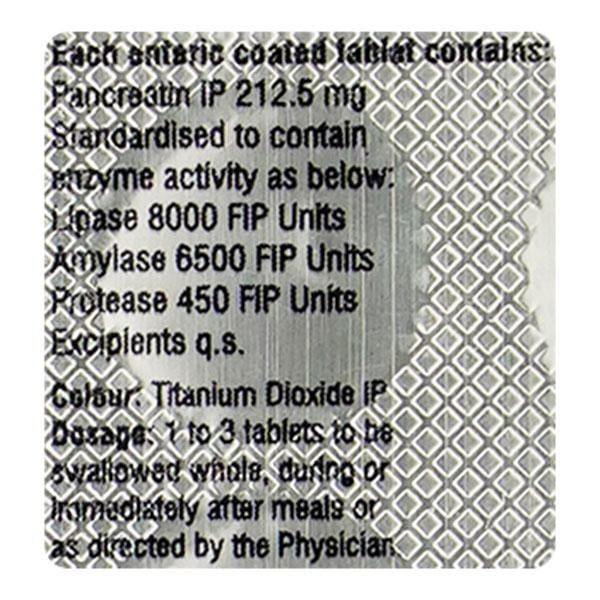 Each enteric coated tablet contains:
Pancreatin IP 212.5 mg
Standardised to contain
enzyme activity as below:
Lipase 8000 FIP Units
Amylase 6500 FIP Units
Protease 450 FIP Units
Excipients q.s.
Colour: Titanium Dioxide IP
Dosage: 1 to 3 tablets to be
swallowed whole, during or
immediately after meals or
as directed by the Physician.